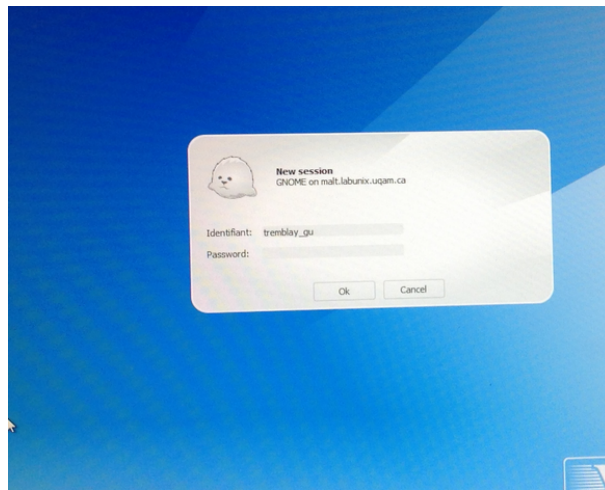 New session
GNOME on malt.labunix.uqam.ca
Identifiant: tremblay_gu
Password:
Ok Cancel